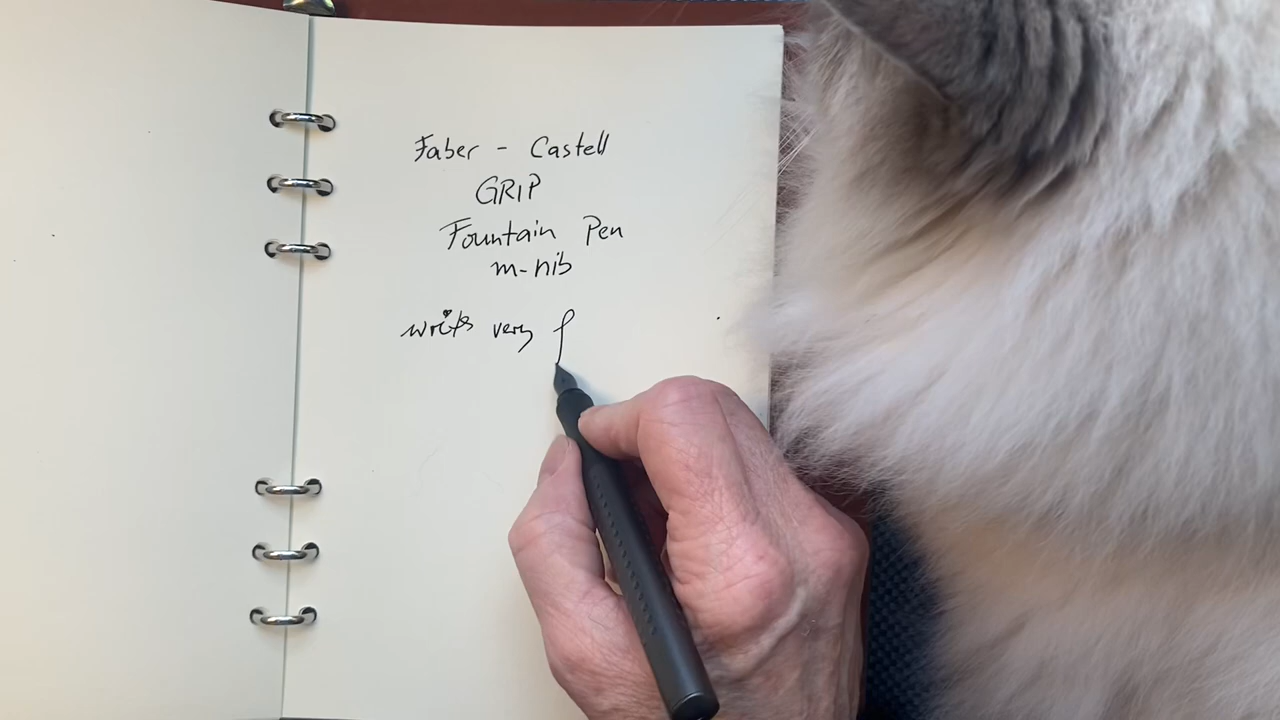 Faber - Castell
GRIP
Fountain Pen
m-nib
writes very f